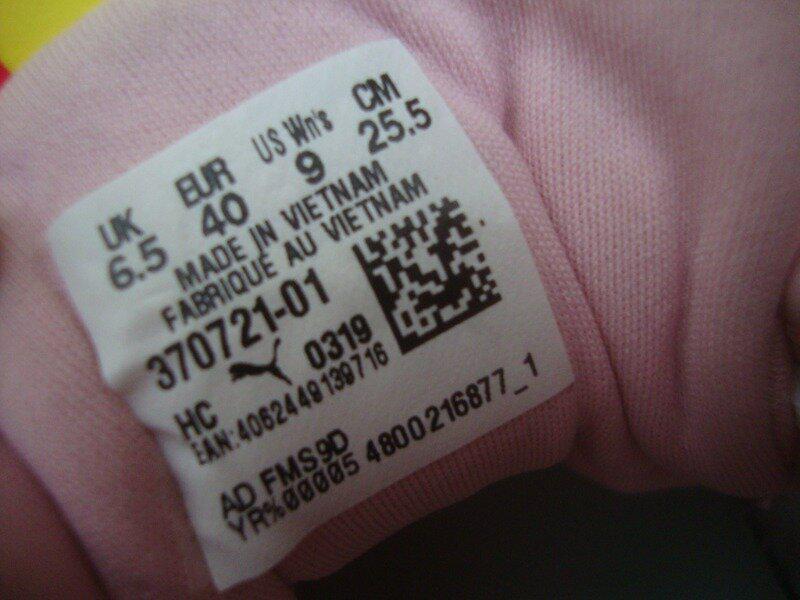 UK EUR US Wn's CM
6.5 40 9 25.5
MADE IN VIETNAM
FABRIQUE AU VIETNAM
370721-01
HC 0319
EAN:4062449139716
AD FMS9D
YR%00005 4800216877_1